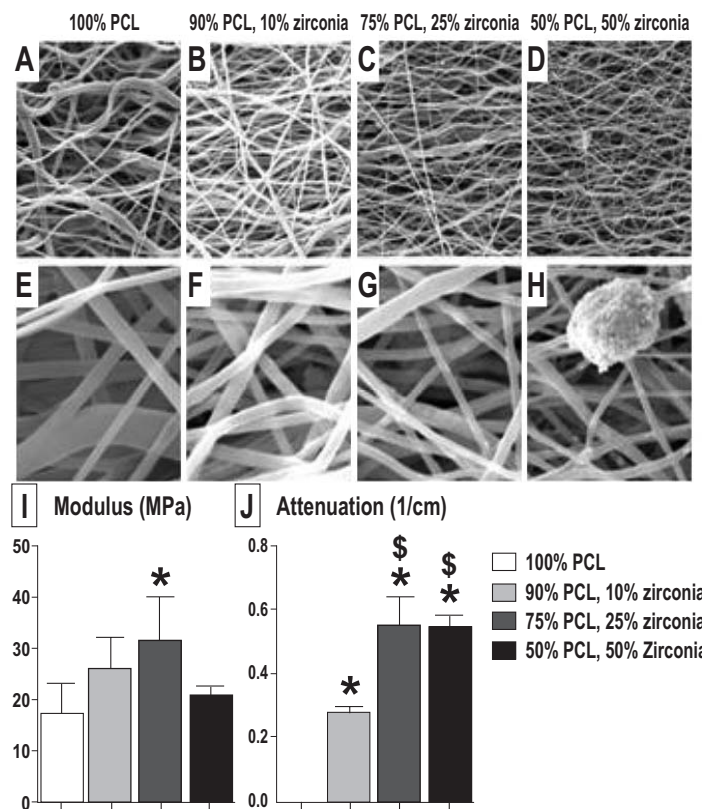 100% PCL 90% PCL, 10% zirconia 75% PCL, 25% zirconia 50% PCL, 50% zirconia
A B C D
E F G H
I Modulus (MPa)
50
40
30
20
10
0
*
J Attenuation (1/cm)
0.8
0.6
0.4
0.2
0.0
*
$
*
$
*
100% PCL
90% PCL, 10% zirconia
75% PCL, 25% zirconia
50% PCL, 50% Zirconia